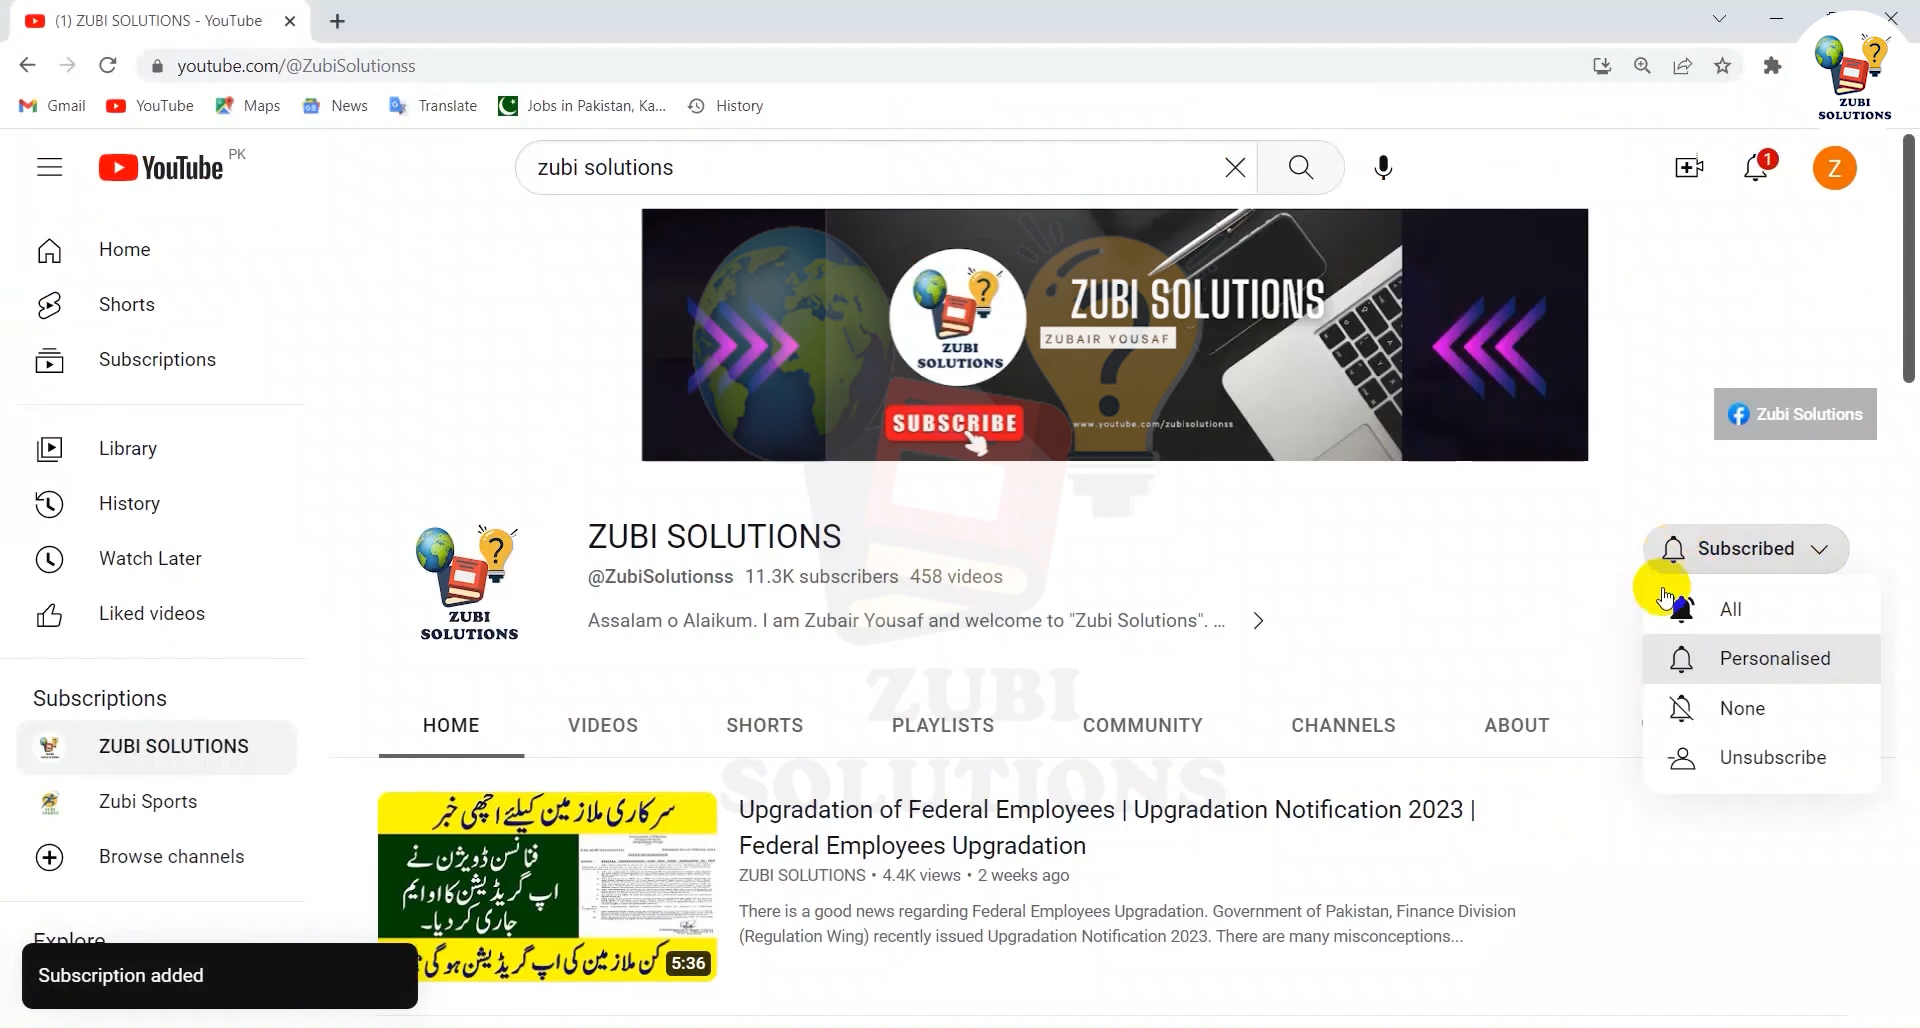 (1) ZUBI SOLUTIONS - YouTube
youtube.com/@ZubiSolutionss
Gmail
YouTube
Maps
News
Translate
Jobs in Pakistan, Ka...
History
ZUBI
SOLUTIONS
YouTube PK
zubi solutions
1
Z
Home
Shorts
Subscriptions
Library
History
Watch Later
Liked videos
Subscriptions
ZUBI SOLUTIONS
Zubi Sports
Browse channels
Explore
Subscription added
ZUBI
SOLUTIONS
SUBSCRIBE
ZUBI SOLUTIONS
ZUBAIR YOUSAF
www.youtube.com/zubisolutionss
Zubi Solutions
ZUBI
SOLUTIONS
ZUBI SOLUTIONS
@ZubiSolutionss 11.3K subscribers 458 videos
Assalam o Alaikum. I am Zubair Yousaf and welcome to "Zubi Solutions". ...
Subscribed
All
Personalised
None
Unsubscribe
HOME
VIDEOS
SHORTS
PLAYLISTS
COMMUNITY
CHANNELS
ABOUT
ZUBI
SOLUTIONS
سرکاری ملازمین کیلئے اچھی خبر
فنانس ڈویژن نے
اپ گریڈیشن کا او ایم
جاری کر دیا۔
کن ملازمین کی اپ گریڈیشن ہو گی؟
5:36
Upgradation of Federal Employees | Upgradation Notification 2023 |
Federal Employees Upgradation
ZUBI SOLUTIONS • 4.4K views • 2 weeks ago
There is a good news regarding Federal Employees Upgradation. Government of Pakistan, Finance Division
(Regulation Wing) recently issued Upgradation Notification 2023. There are many misconceptions...